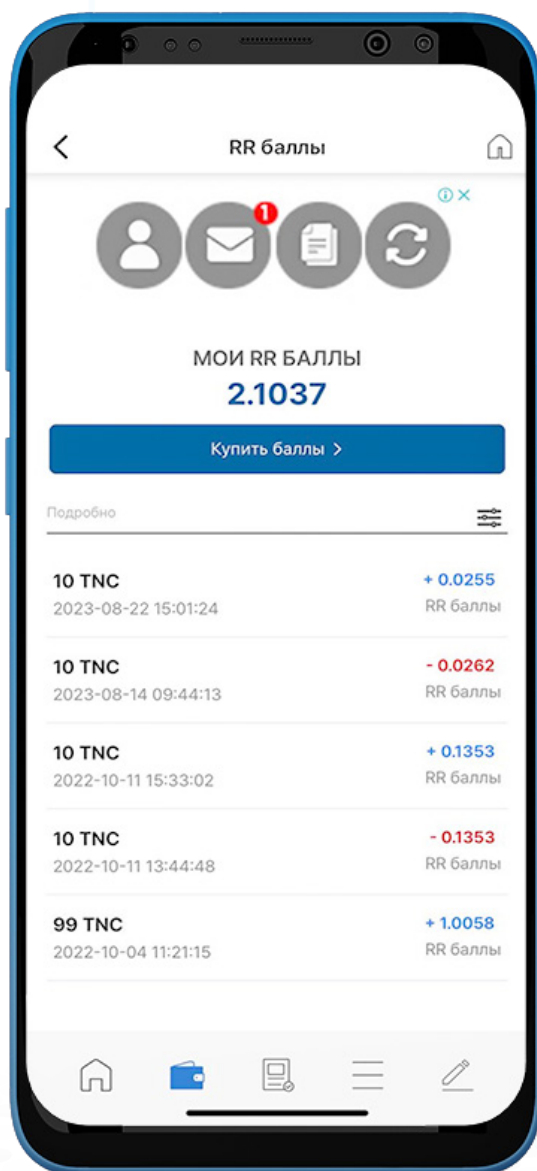 RR баллы
1
МОИ RR БАЛЛЫ
2.1037
Купить баллы >
Подробно
10 TNC + 0.0255
2023-08-22 15:01:24 RR баллы
10 TNC - 0.0262
2023-08-14 09:44:13 RR баллы
10 TNC + 0.1353
2022-10-11 15:33:02 RR баллы
10 TNC - 0.1353
2022-10-11 13:44:48 RR баллы
99 TNC + 1.0058
2022-10-04 11:21:15 RR баллы